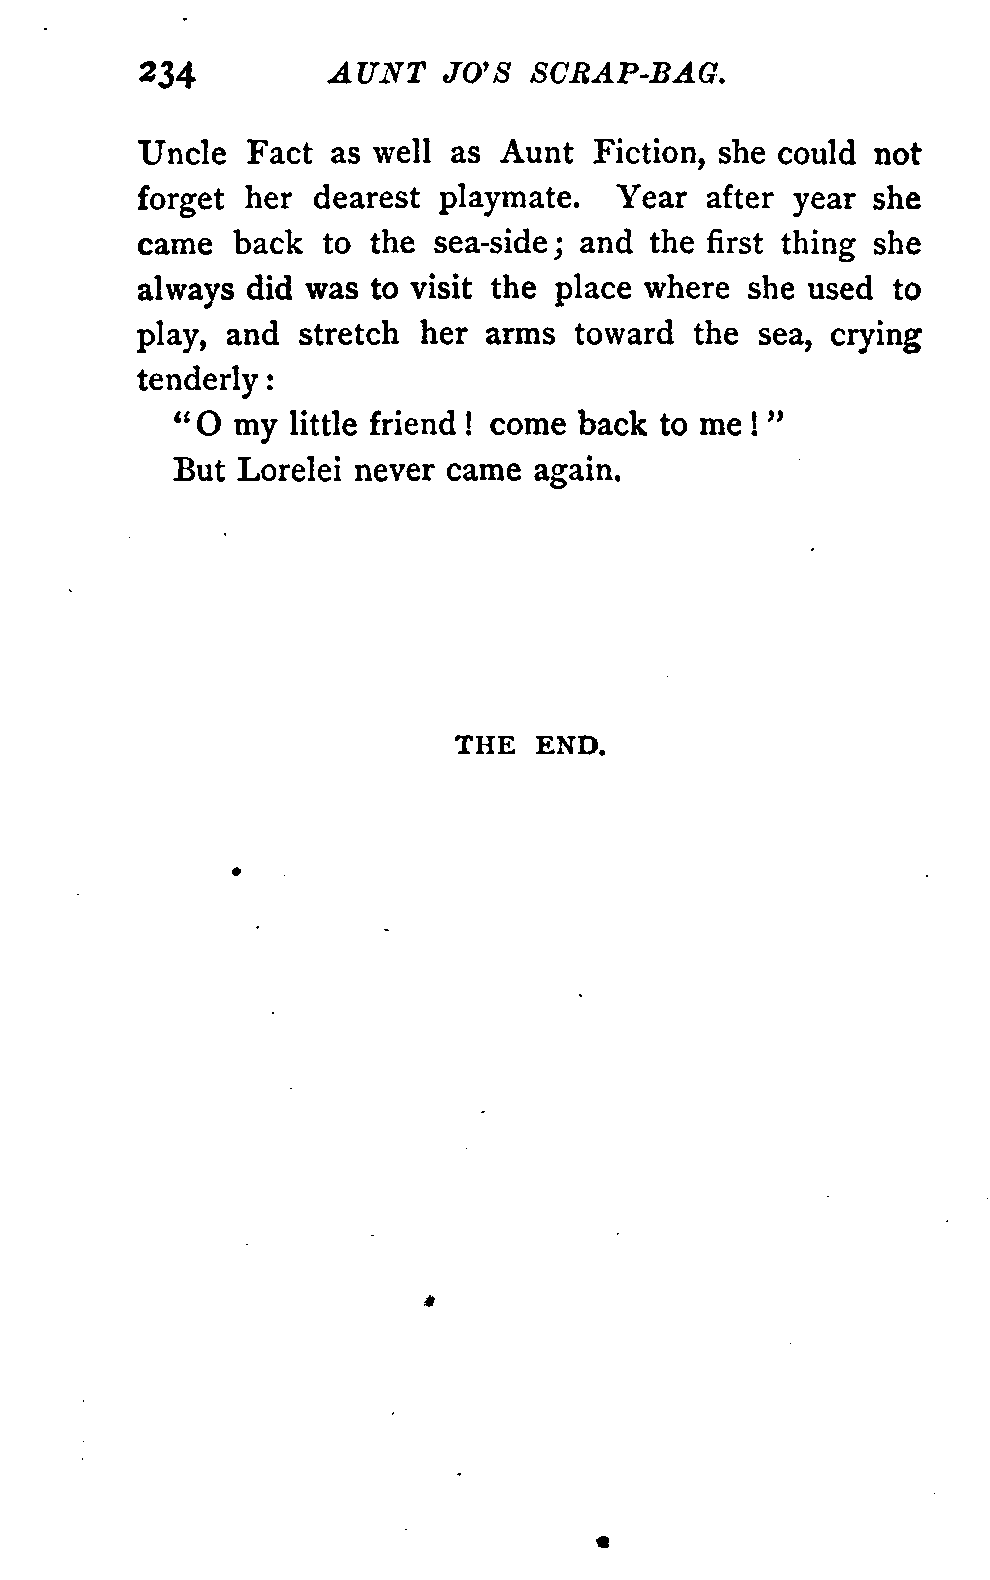 234 AUNT JO'S SCRAP-BAG.
Uncle Fact as well as Aunt Fiction, she could not
forget her dearest playmate. Year after year she
came back to the sea-side; and the first thing she
always did was to visit the place where she used to
play, and stretch her arms toward the sea, crying
tenderly:
"O my little friend! come back to me!"
But Lorelei never came again.
THE END.